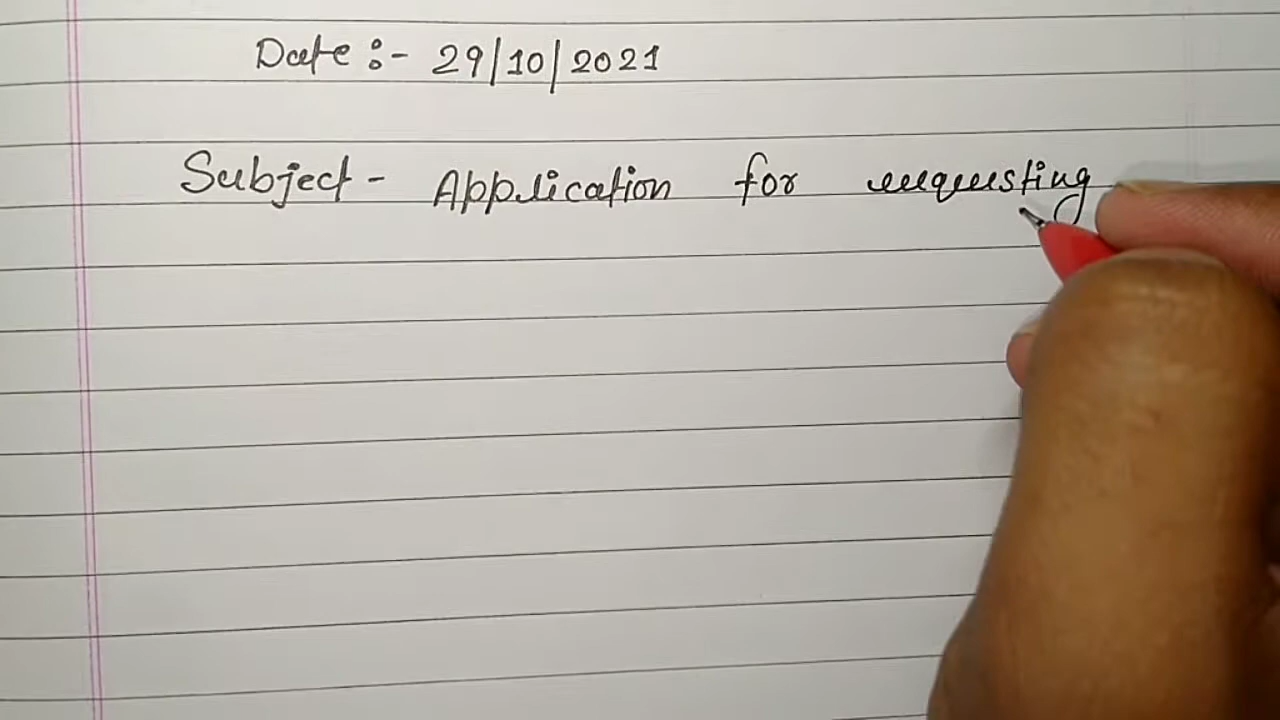 Date :- 29/10/2021
Subject - Application for requesting